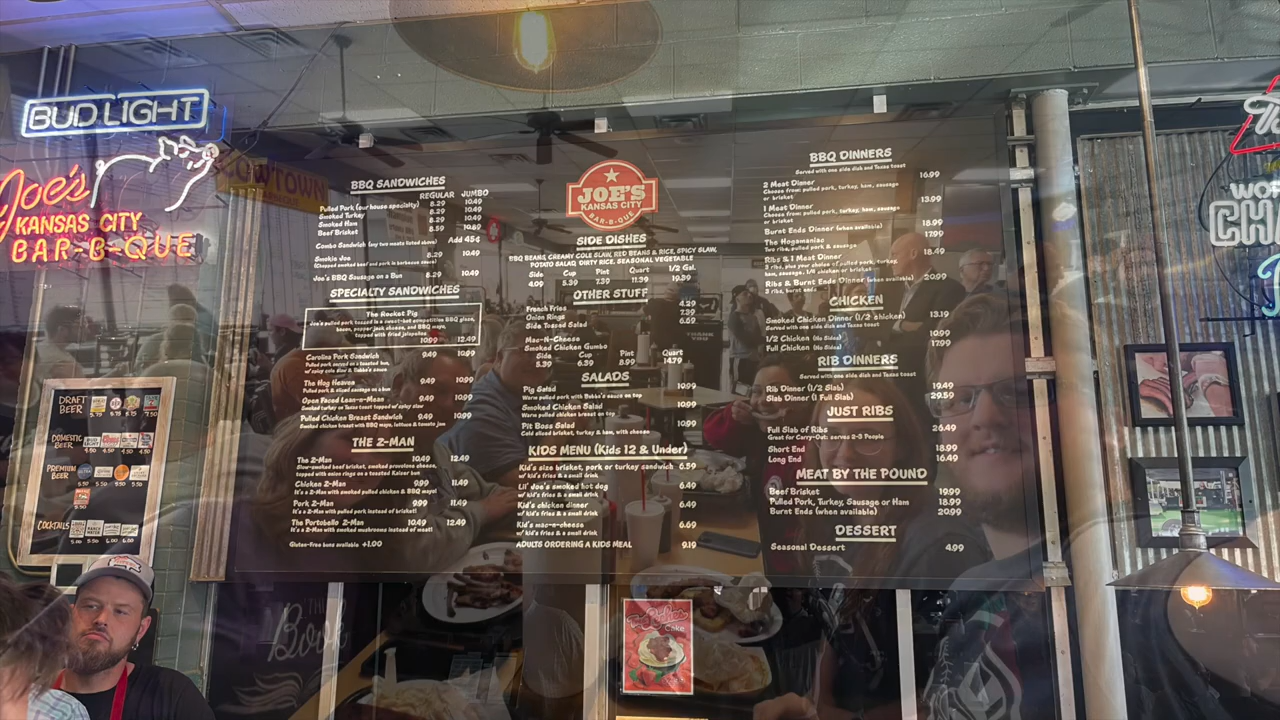 BUD LIGHT
Joe's
KANSAS CITY
BAR-B-QUE
COWTOWN
DRAFT BEER
DOMESTIC BEER
PREMIUM BEER
COCKTAILS
BBQ SANDWICHES
REGULAR JUMBO
Pulled Pork (our house specialty) 8.29 10.49
Smoked Turkey 8.29 10.49
Smoked Ham 8.29 10.49
Beef Brisket 8.59 10.89
Combo Sandwich (any two meats listed above) Add 45¢
Smokie Joe 8.29 10.49
(Chopped smoked beef and pork in barbecue sauce)
Joe's BBQ Sausage on a Bun 8.29 10.49
SPECIALTY SANDWICHES
The Rocket Pig
Joe's pulled pork tossed in a sweet-hot competition BBQ glaze,
bacon, pepper jack cheese, and BBQ mayo,
topped with fried jalapeños
10.99 12.49
Carolina Pork Sandwich 9.49 10.99
Pulled pork served on a toasted bun,
w/ spicy cole slaw & Bubba's sauce
The Hog Heaven 9.49 10.99
Pulled pork & sliced sausage on a bun
Open Faced Lean-n-Mean 9.49 10.99
Smoked turkey on Texas toast topped w/ spicy slaw
Pulled Chicken Breast Sandwich 9.49 10.99
Smoked chicken breast with BBQ mayo, lettuce & tomato jam
THE Z-MAN
The Z-Man 10.49 12.49
Slow-smoked beef brisket, smoked provolone cheese,
topped with onion rings on a toasted Kaiser bun
Chicken Z-Man 9.99 11.49
It's a Z-Man with smoked pulled chicken & BBQ mayo!
Pork Z-Man 9.99 11.49
It's a Z-Man with pulled pork instead of brisket!
The Portobello Z-Man 10.49 12.49
It's a Z-Man with smoked mushrooms instead of meat!
Gluten-Free buns available +1.00
JOE'S
KANSAS CITY
BAR-B-QUE
SIDE DISHES
BBQ BEANS, CREAMY COLE SLAW, RED BEANS & RICE, SPICY SLAW,
POTATO SALAD, DIRTY RICE, SEASONAL VEGETABLE
Side Cup Pint Quart 1/2 Gal.
4.09 5.39 7.39 11.39 19.39
OTHER STUFF
French Fries 4.29
Onion Rings 7.39
Side Tossed Salad 6.69
Mac-N-Cheese
Smoked Chicken Gumbo
Side Cup Pint Quart
5.39 6.39 8.99 14.79
SALADS
Pig Salad 10.99
Warm pulled pork with Bubba's sauce on top
Smoked Chicken Salad 10.99
Warm pulled chicken breast on top
Pit Boss Salad 10.99
Cold sliced brisket, turkey & ham, with cheese
KIDS MENU (Kids 12 & Under)
Kid's size brisket, pork or turkey sandwich 6.59
w/ kid's fries & a small drink
Lil' Joe's smoked hot dog 6.49
w/ kid's fries & a small drink
Kid's chicken dinner 6.49
w/ kid's fries & a small drink
Kid's mac-n-cheese 6.69
w/ kid's fries & a small drink
ADULTS ORDERING A KIDS MEAL 9.19
BBQ DINNERS
Served with one side dish and Texas toast
2 Meat Dinner 16.99
Choose from: pulled pork, turkey, ham, sausage
or brisket
1 Meat Dinner 13.99
Choose from: pulled pork, turkey, ham, sausage
or brisket
Burnt Ends Dinner (when available) 18.99
The Hogamaniac 17.99
Two ribs, pulled pork & sausage
Ribs & 1 Meat Dinner 18.49
3 ribs, plus your choice of pulled pork, turkey,
ham, sausage, 1/4 chicken or brisket
Ribs & Burnt Ends Dinner (when available) 20.99
3 ribs, burnt ends
CHICKEN
Smoked Chicken Dinner (1/2 chicken) 13.19
Served with one side dish and Texas toast
1/2 Chicken (No Sides) 10.99
Full Chicken (No Sides) 17.99
RIB DINNERS
Served with one side dish and Texas toast
Rib Dinner (1/2 Slab) 19.49
Slab Dinner (1 Full Slab) 29.59
JUST RIBS
Full Slab of Ribs 26.49
Great for Carry-Out: serves 2-3 People
Short End 18.99
Long End 16.49
MEAT BY THE POUND
Beef Brisket 19.99
Pulled Pork, Turkey, Sausage or Ham 18.99
Burnt Ends (when available) 20.99
DESSERT
Seasonal Dessert 4.99
THANK YOU
Cake